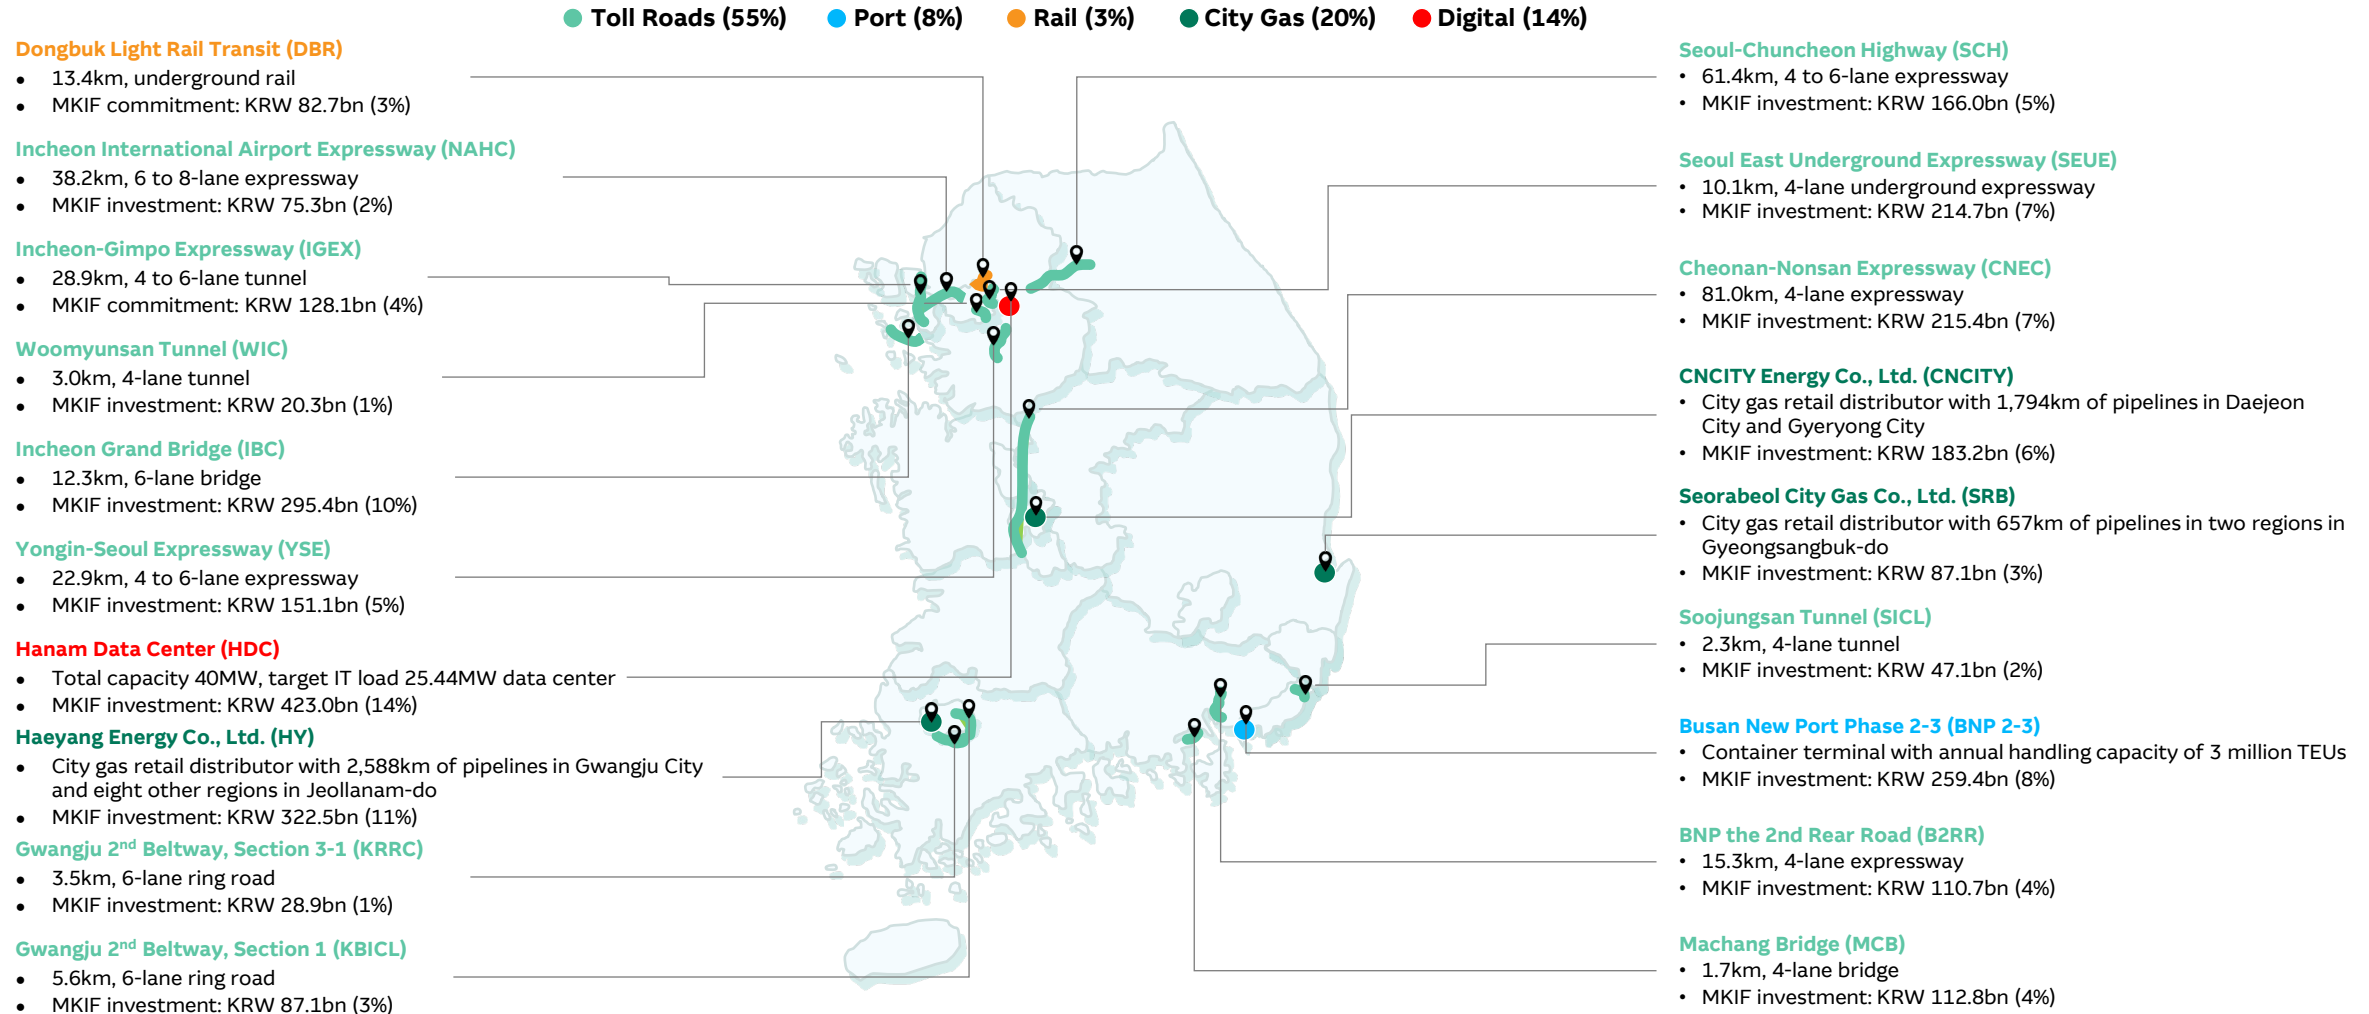 Toll Roads (55%) Port (8%) Rail (3%) City Gas (20%) Digital (14%)
Dongbuk Light Rail Transit (DBR)
• 13.4km, underground rail
• MKIF commitment: KRW 82.7bn (3%)
Incheon International Airport Expressway (NAHC)
• 38.2km, 6 to 8-lane expressway
• MKIF investment: KRW 75.3bn (2%)
Incheon-Gimpo Expressway (IGEX)
• 28.9km, 4 to 6-lane tunnel
• MKIF commitment: KRW 128.1bn (4%)
Woomyunsan Tunnel (WIC)
• 3.0km, 4-lane tunnel
• MKIF investment: KRW 20.3bn (1%)
Incheon Grand Bridge (IBC)
• 12.3km, 6-lane bridge
• MKIF investment: KRW 295.4bn (10%)
Yongin-Seoul Expressway (YSE)
• 22.9km, 4 to 6-lane expressway
• MKIF investment: KRW 151.1bn (5%)
Hanam Data Center (HDC)
• Total capacity 40MW, target IT load 25.44MW data center
• MKIF investment: KRW 423.0bn (14%)
Haeyang Energy Co., Ltd. (HY)
• City gas retail distributor with 2,588km of pipelines in Gwangju City
and eight other regions in Jeollanam-do
• MKIF investment: KRW 322.5bn (11%)
Gwangju 2nd Beltway, Section 3-1 (KRRC)
• 3.5km, 6-lane ring road
• MKIF investment: KRW 28.9bn (1%)
Gwangju 2nd Beltway, Section 1 (KBICL)
• 5.6km, 6-lane ring road
• MKIF investment: KRW 87.1bn (3%)
Seoul-Chuncheon Highway (SCH)
• 61.4km, 4 to 6-lane expressway
• MKIF investment: KRW 166.0bn (5%)
Seoul East Underground Expressway (SEUE)
• 10.1km, 4-lane underground expressway
• MKIF investment: KRW 214.7bn (7%)
Cheonan-Nonsan Expressway (CNEC)
• 81.0km, 4-lane expressway
• MKIF investment: KRW 215.4bn (7%)
CNCITY Energy Co., Ltd. (CNCITY)
• City gas retail distributor with 1,794km of pipelines in Daejeon
City and Gyeryong City
• MKIF investment: KRW 183.2bn (6%)
Seorabeol City Gas Co., Ltd. (SRB)
• City gas retail distributor with 657km of pipelines in two regions in
Gyeongsangbuk-do
• MKIF investment: KRW 87.1bn (3%)
Soojungsan Tunnel (SICL)
• 2.3km, 4-lane tunnel
• MKIF investment: KRW 47.1bn (2%)
Busan New Port Phase 2-3 (BNP 2-3)
• Container terminal with annual handling capacity of 3 million TEUs
• MKIF investment: KRW 259.4bn (8%)
BNP the 2nd Rear Road (B2RR)
• 15.3km, 4-lane expressway
• MKIF investment: KRW 110.7bn (4%)
Machang Bridge (MCB)
• 1.7km, 4-lane bridge
• MKIF investment: KRW 112.8bn (4%)